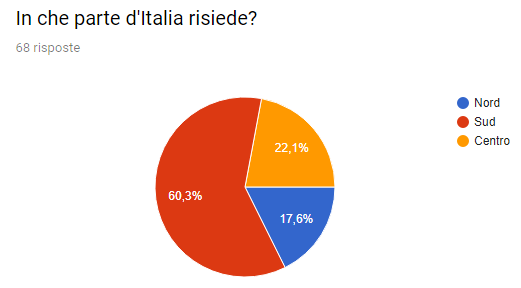 In che parte d'Italia risiede?
68 risposte
Nord
Sud
Centro
22,1%
60,3%
17,6%